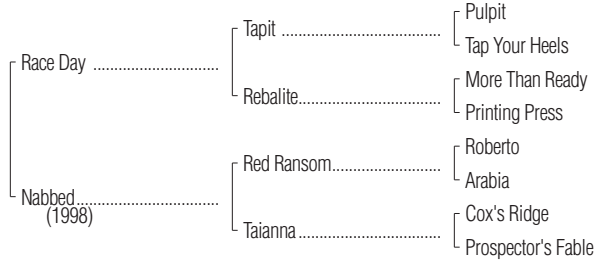 Pulpit
Tapit
Tap Your Heels
Race Day
More Than Ready
Rebalite
Printing Press
Roberto
Red Ransom
Arabia
Nabbed
(1998)
Cox's Ridge
Taianna
Prospector's Fable